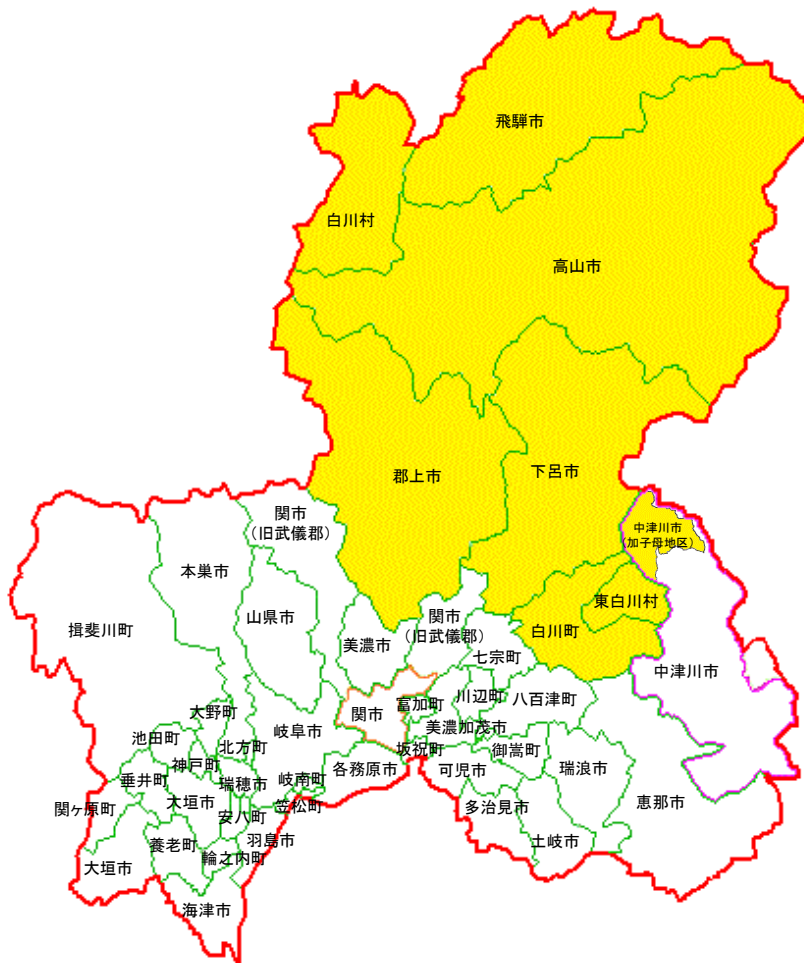 飛騨市
白川村
高山市
郡上市
下呂市
関市
（旧武儀郡）
中津川市
（加子母地区）
本巣市
山県市
東白川村
揖斐川町
美濃市
関市
（旧武儀郡）
白川町
七宗町
中津川市
大野町
岐阜市
関市
富加町
川辺町
八百津町
池田町
北方町
美濃加茂市
神戸町
坂祝町
御嵩町
垂井町
瑞穂市
岐南町
各務原市
可児市
瑞浪市
関ヶ原町
大垣市
安八町
笠松町
多治見市
恵那市
養老町
羽島市
土岐市
大垣市
輪之内町
海津市